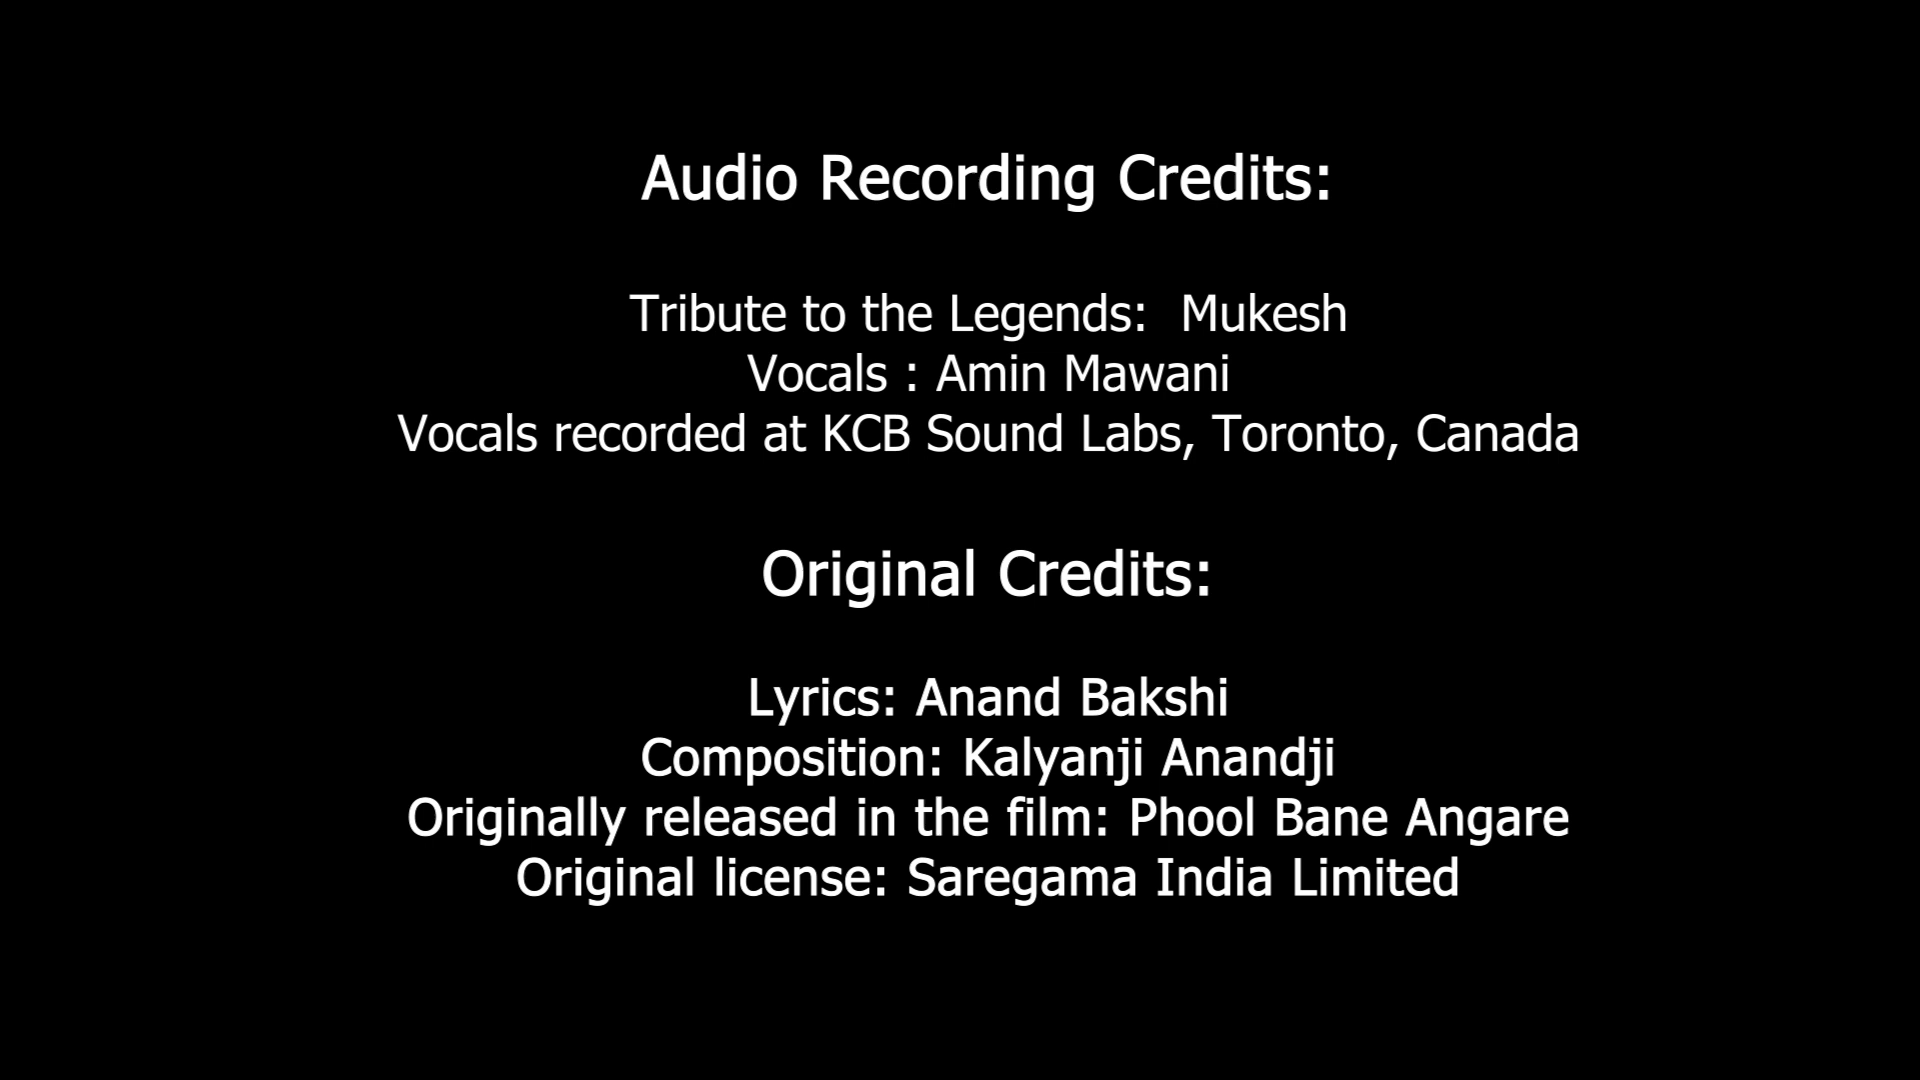 Audio Recording Credits:
Tribute to the Legends:  Mukesh
Vocals : Amin Mawani
Vocals recorded at KCB Sound Labs, Toronto, Canada
Original Credits:
Lyrics: Anand Bakshi
Composition: Kalyanji Anandji
Originally released in the film: Phool Bane Angare
Original license: Saregama India Limited